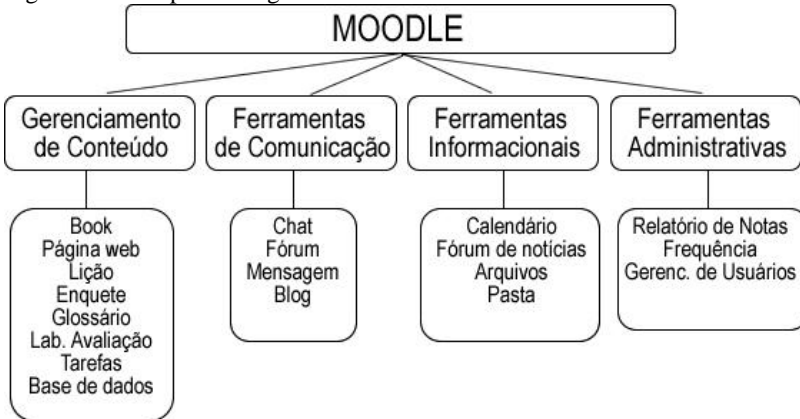 MOODLE
Gerenciamento
de Conteúdo
Ferramentas
de Comunicação
Ferramentas
Informacionais
Ferramentas
Administrativas
Book
Página web
Lição
Enquete
Glossário
Lab. Avaliação
Tarefas
Base de dados
Chat
Fórum
Mensagem
Blog
Calendário
Fórum de notícias
Arquivos
Pasta
Relatório de Notas
Frequência
Gerenc. de Usuários